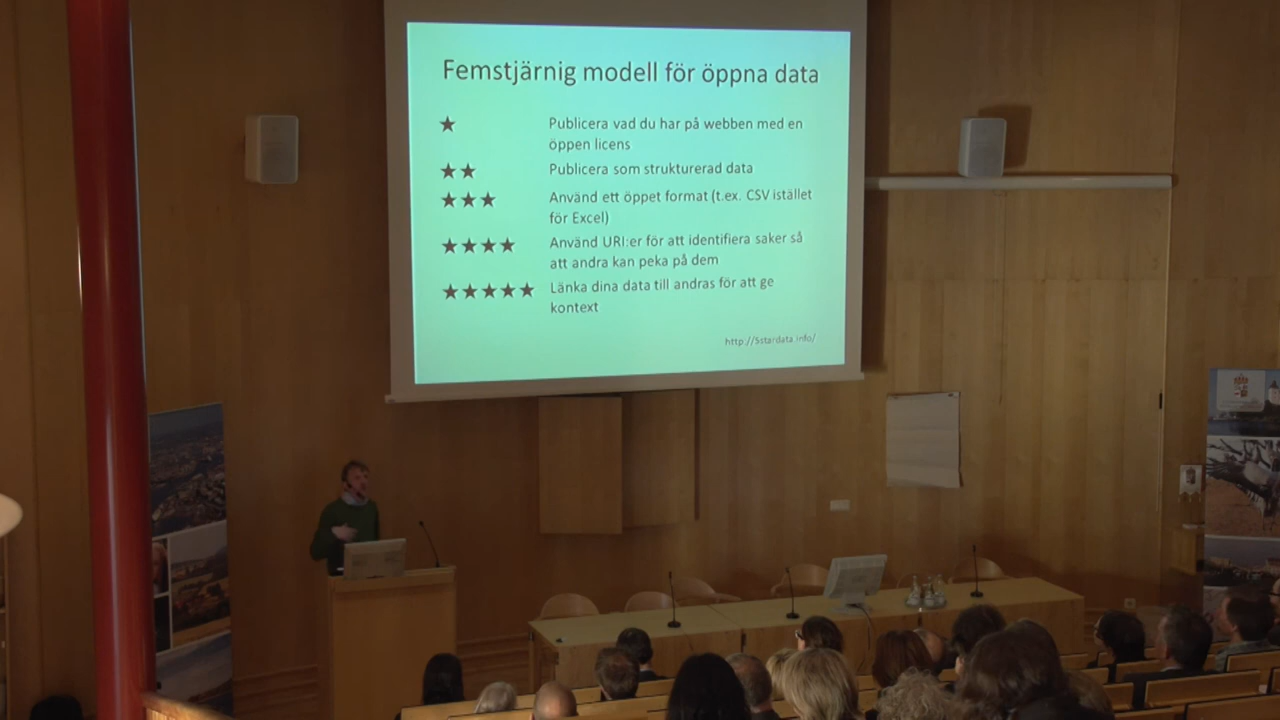 Femstjärnig modell för öppna data
★ Publicera vad du har på webben med en
öppen licens
★★ Publicera som strukturerad data
★★★ Använd ett öppet format (t.ex. CSV istället
för Excel)
★★★★ Använd URI:er för att identifiera saker så
att andra kan peka på dem
★★★★★ Länka dina data till andras för att ge
kontext
http://5stardata.info/